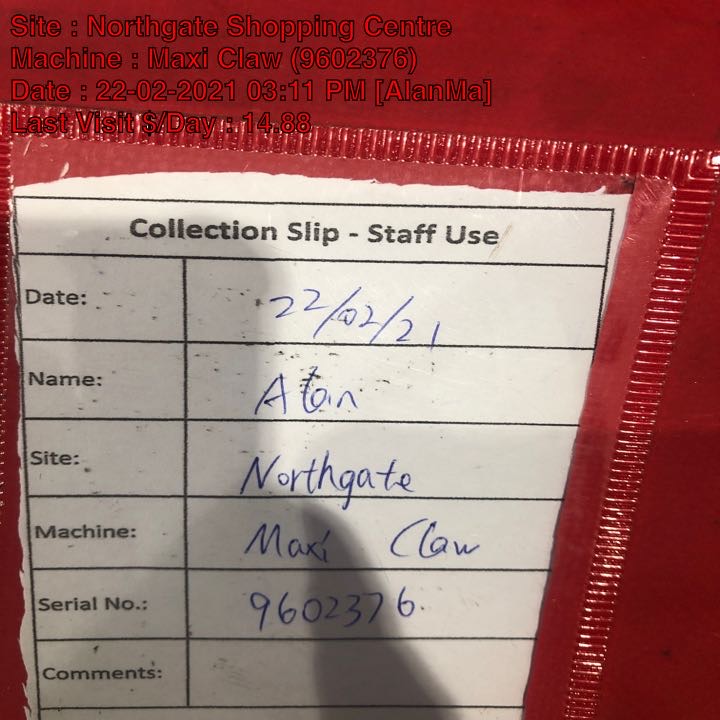 Site : Northgate Shopping Centre
Machine : Maxi Claw (9602376)
Date : 22-02-2021 03:11 PM [AlanMa]
Last Visit $/Day : 14.88
Collection Slip - Staff Use
Date: 22/02/21
Name: Alan
Site: Northgate
Machine: Maxi Claw
Serial No.: 9602376.
Comments: